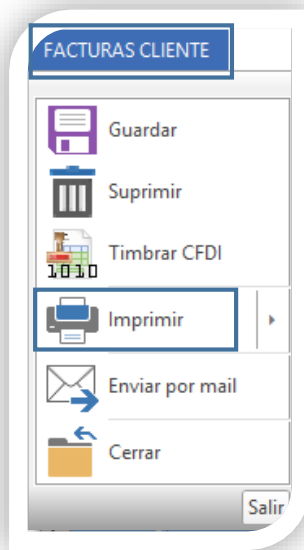 FACTURAS CLIENTE
Guardar
Suprimir
Timbrar CFDI
1010
Imprimir
Enviar por mail
Cerrar
Salir